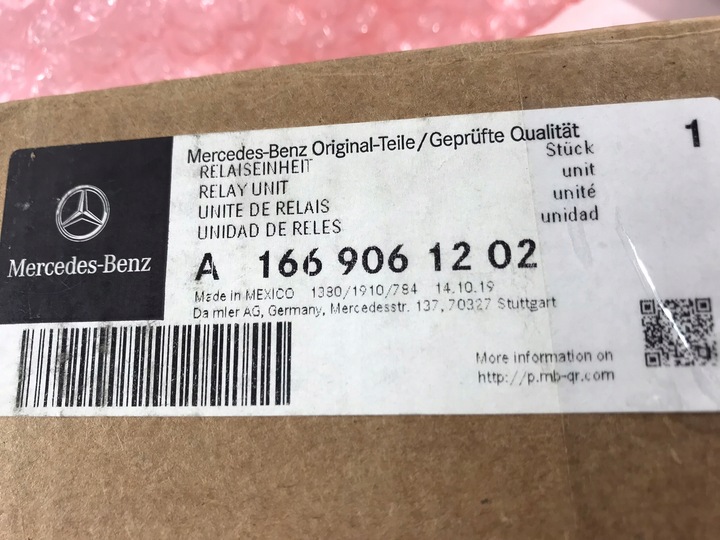 Mercedes-Benz Original-Teile/Geprüfte Qualität
RELAISEINHEIT Stück 1
RELAY UNIT unit
UNITE DE RELAIS unité
UNIDAD DE RELES unidad
Mercedes-Benz
A 166 906 12 02
Made in MEXICO 1380/1910/784 14.10.19
Daimler AG, Germany, Mercedesstr. 137, 70327 Stuttgart
More information on
http://p.mb-qr.com